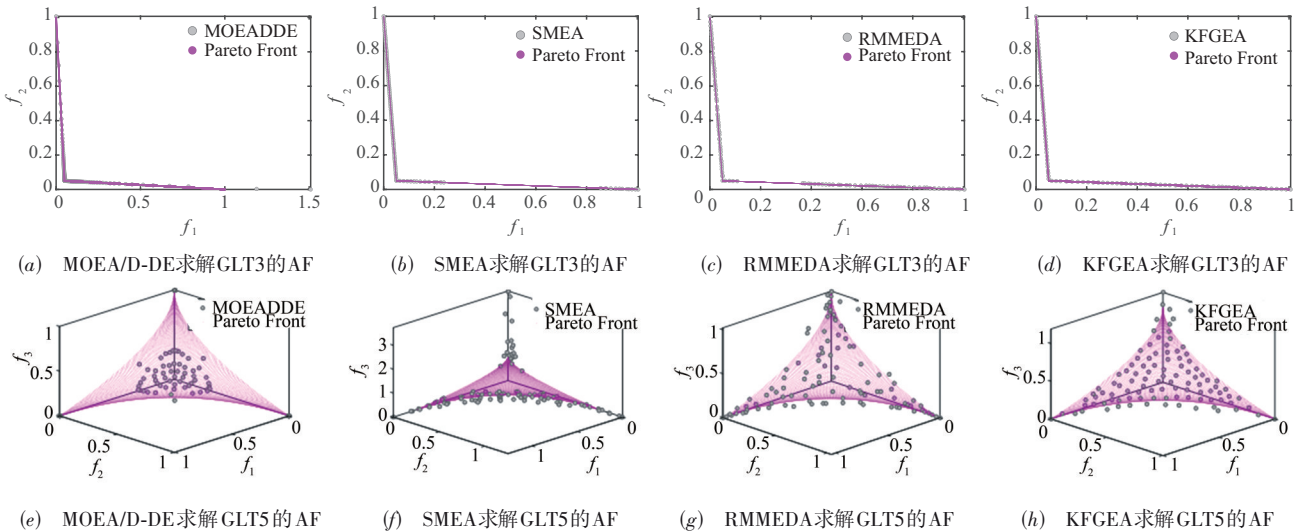 1
0.8
0.6
0.4
0.2
0
f₂
MOEADDE
Pareto Front
0 0.5 1 1.5
f₁
(a) MOEA/D-DE求解GLT3的AF
1
0.8
0.6
0.4
0.2
0
f₂
SMEA
Pareto Front
0 0.2 0.2 0.6 0.8 1
f₁
(b) SMEA求解GLT3的AF
1
0.8
0.6
0.4
0.2
0
f₂
RMMEDA
Pareto Front
0 0.2 0.2 0.6 0.8 1
f₁
(c) RMMEDA求解GLT3的AF
1
0.8
0.6
0.4
0.2
0
f₂
KFGEA
Pareto Front
0 0.2 0.2 0.6 0.8 1
f₁
(d) KFGEA求解GLT3的AF
MOEADDE
Pareto Front
1
0.5
0
f₃
0 0.5 1
f₂
1 0.5 0
f₁
(e) MOEA/D-DE求解GLT5的AF
SMEA
Pareto Front
3
2
1
0
f₃
0 0.5 1
f₂
1 0.5 0
f₁
(f) SMEA求解GLT5的AF
RMMEDA
Pareto Front
1
0.5
0
f₃
0 0.5 1
f₂
1 0.5 0
f₁
(g) RMMEDA求解GLT5的AF
KFGEA
Pareto Front
1
0.5
0
f₃
0 0.5 1
f₂
1 0.5 0
f₁
(h) KFGEA求解GLT5的AF